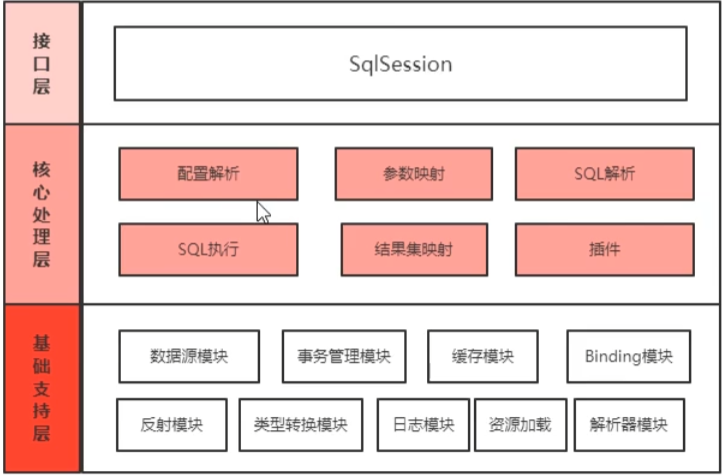 接口层
SqlSession
核心处理层
配置解析
参数映射
SQL解析
SQL执行
结果集映射
插件
基础支持层
数据源模块
事务管理模块
缓存模块
Binding模块
反射模块
类型转换模块
日志模块
资源加载
解析器模块